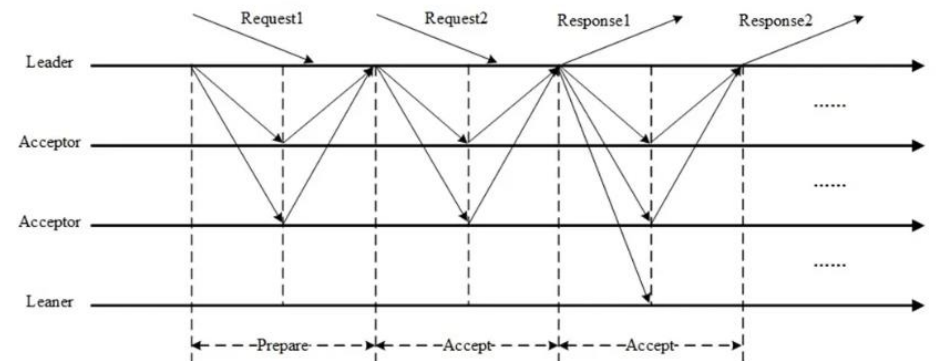 Request1 Request2 Response1 Response2
Leader
......
Acceptor
......
Acceptor
......
Leaner
Prepare Accept Accept